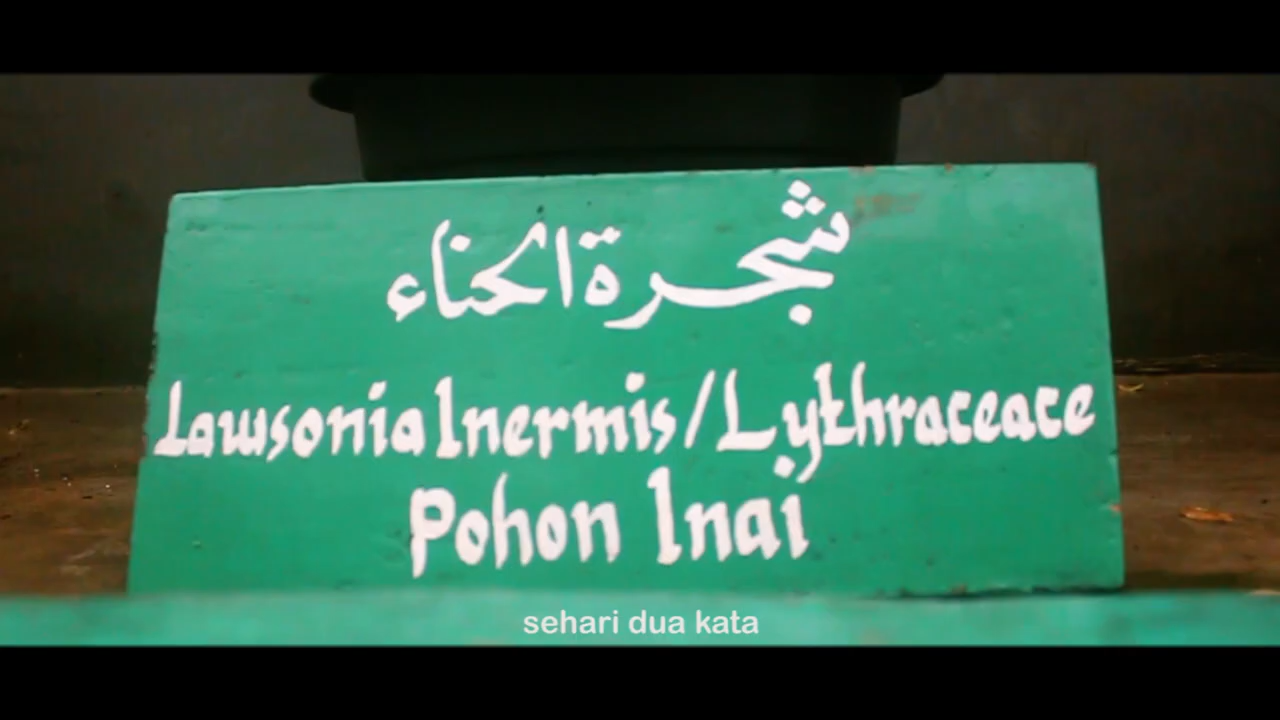 شجرة الحناء
Lawsonia Inermis/Lythraceace
Pohon Inai
sehari dua kata